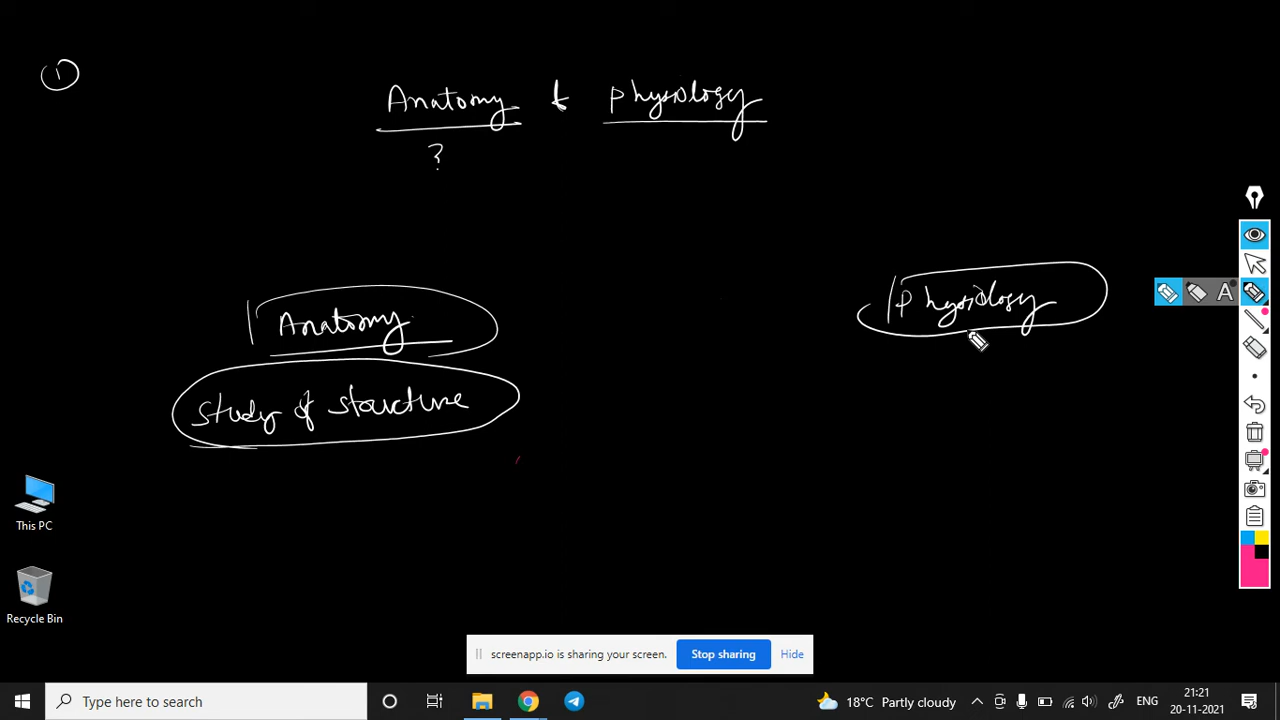 ①
Anatomy & physiology
?
Physiology
Anatomy
study of structure
A
This PC
Recycle Bin
screenapp.io is sharing your screen. Stop sharing Hide
Type here to search
18°C Partly cloudy ENG 21:21
20-11-2021